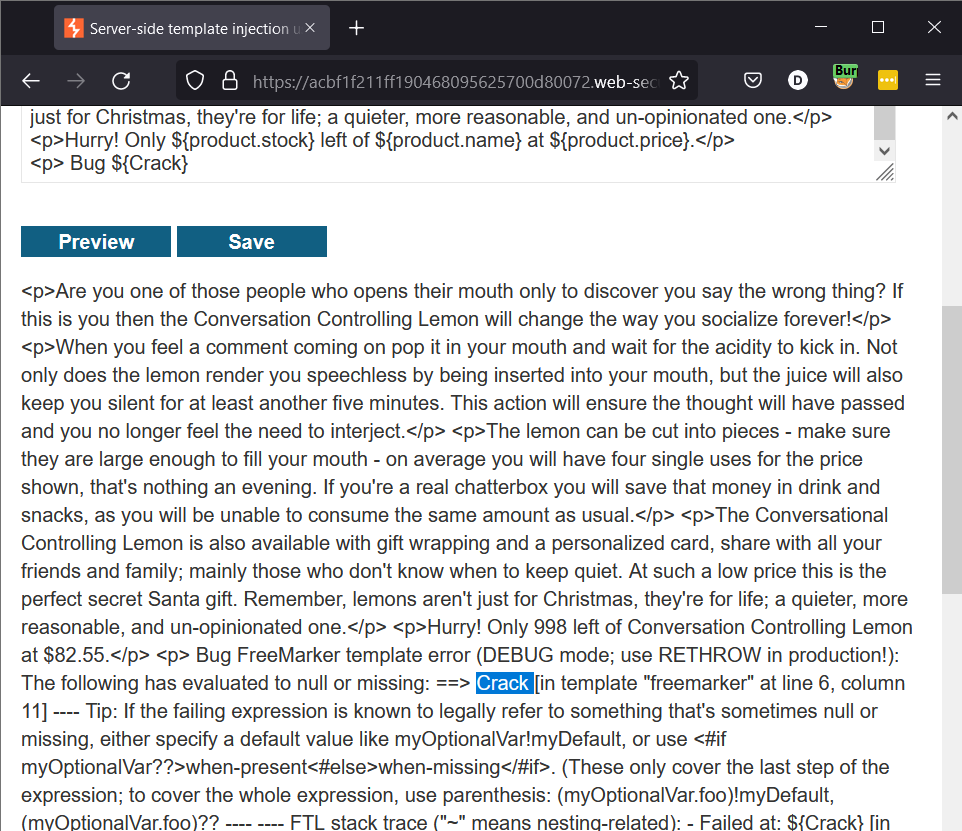 Server-side template injection u
https://acbf1f211ff190468095625700d80072.web-sec
Bur
D
just for Christmas, they're for life; a quieter, more reasonable, and un-opinionated one.</p>
<p>Hurry! Only ${product.stock} left of ${product.name} at ${product.price}.</p>
<p> Bug ${Crack}
Preview Save
<p>Are you one of those people who opens their mouth only to discover you say the wrong thing? If
this is you then the Conversation Controlling Lemon will change the way you socialize forever!</p>
<p>When you feel a comment coming on pop it in your mouth and wait for the acidity to kick in. Not
only does the lemon render you speechless by being inserted into your mouth, but the juice will also
keep you silent for at least another five minutes. This action will ensure the thought will have passed
and you no longer feel the need to interject.</p> <p>The lemon can be cut into pieces - make sure
they are large enough to fill your mouth - on average you will have four single uses for the price
shown, that's nothing an evening. If you're a real chatterbox you will save that money in drink and
snacks, as you will be unable to consume the same amount as usual.</p> <p>The Conversational
Controlling Lemon is also available with gift wrapping and a personalized card, share with all your
friends and family; mainly those who don't know when to keep quiet. At such a low price this is the
perfect secret Santa gift. Remember, lemons aren't just for Christmas, they're for life; a quieter, more
reasonable, and un-opinionated one.</p> <p>Hurry! Only 998 left of Conversation Controlling Lemon
at $82.55.</p> <p> Bug FreeMarker template error (DEBUG mode; use RETHROW in production!):
The following has evaluated to null or missing: ==> Crack [in template "freemarker" at line 6, column
11] ---- Tip: If the failing expression is known to legally refer to something that's sometimes null or
missing, either specify a default value like myOptionalVar!myDefault, or use <#if
myOptionalVar??>when-present<#else>when-missing</#if>. (These only cover the last step of the
expression; to cover the whole expression, use parenthesis: (myOptionalVar.foo)!myDefault,
(myOptionalVar.foo)?? ---- ---- FTL stack trace ("~" means nesting-related): - Failed at: ${Crack} [in